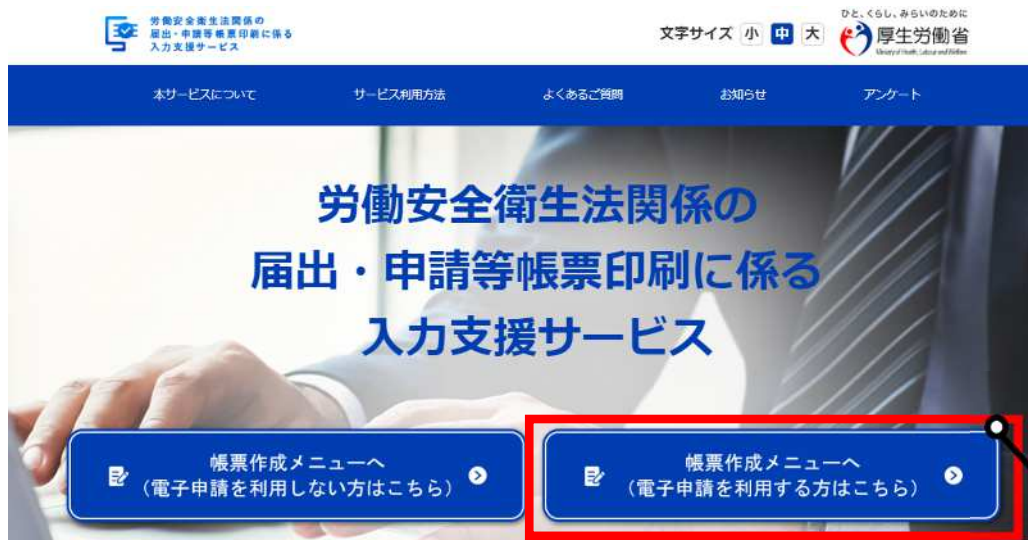 労働安全衛生法関係の
届出・申請等帳票印刷に係る
入力支援サービス
文字サイズ 小 中 大
ひと、くらし、みらいのために
厚生労働省
Ministry of Health, Labour and Welfare
本サービスについて サービス利用方法 よくあるご質問 お知らせ アンケート
労働安全衛生法関係の
届出・申請等帳票印刷に係る
入力支援サービス
帳票作成メニューへ
(電子申請を利用しない方はこちら)
帳票作成メニューへ
(電子申請を利用する方はこちら)